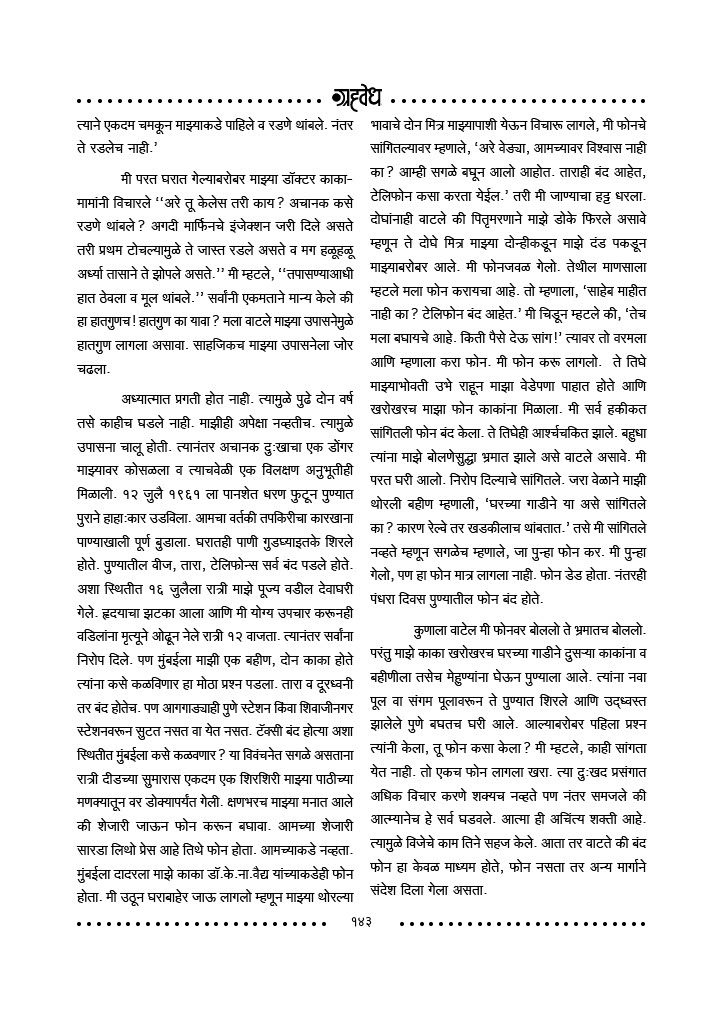 ग्रहवेध
त्याने एकदम चमकून माझ्याकडे पाहिले व रडणे थांबले. नंतर
ते रडलेच नाही.’
मी परत घरात गेल्याबरोबर माझ्या डॉक्टर काका-
मामांनी विचारले ‘‘अरे तू केलेस तरी काय? अचानक कसे
रडणे थांबले? अगदी मार्फिनचे इंजेक्शन जरी दिले असते
तरी प्रथम टोचल्यामुळे ते जास्त रडले असते व मग हळूहळू
अर्ध्या तासाने ते झोपले असते.’’ मी म्हटले, ‘‘तपासण्याआधी
हात ठेवला व मूल थांबले.’’ सर्वांनी एकमताने मान्य केले की
हा हातगुणच! हातगुण का यावा? मला वाटले माझ्या उपासनेमुळे
हातगुण लागला असावा. साहजिकच माझ्या उपासनेला जोर
चढला.
अध्यात्मात प्रगती होत नाही. त्यामुळे पुढे दोन वर्ष
तसे काहीच घडले नाही. माझीही अपेक्षा नव्हतीच. त्यामुळे
उपासना चालू होती. त्यानंतर अचानक दुःखाचा एक डोंगर
माझ्यावर कोसळला व त्याचवेळी एक विलक्षण अनुभूतीही
मिळाली. १२ जुलै १९६१ ला पानशेत धरण फुटून पुण्यात
पुराने हाहाःकार उडविला. आमचा वर्तकी तपकिरीचा कारखाना
पाण्याखाली पूर्ण बुडाला. घरातही पाणी गुडघ्याइतके शिरले
होते. पुण्यातील वीज, तारा, टेलिफोन्स सर्व बंद पडले होते.
अशा स्थितीत १६ जुलैला रात्री माझे पूज्य वडील देवाघरी
गेले. हृदयाचा झटका आला आणि मी योग्य उपचार करूनही
वडिलांना मृत्यूने ओढून नेले रात्री १२ वाजता. त्यानंतर सर्वांना
निरोप दिले. पण मुंबईला माझी एक बहीण, दोन काका होते
त्यांना कसे कळविणार हा मोठा प्रश्न पडला. तारा व दूरध्वनी
तर बंद होतेच. पण आगगाड्याही पुणे स्टेशन किंवा शिवाजीनगर
स्टेशनवरून सुटत नसत वा येत नसत. टॅक्सी बंद होत्या अशा
स्थितीत मुंबईला कसे कळवणार? या विवंचनेत सगळे असताना
रात्री दीडच्या सुमारास एकदम एक शिरशिरी माझ्या पाठीच्या
मणक्यातून वर डोक्यापर्यंत गेली. क्षणभरच माझ्या मनात आले
की शेजारी जाऊन फोन करून बघावा. आमच्या शेजारी
सारडा लिथो प्रेस आहे तिथे फोन होता. आमच्याकडे नव्हता.
मुंबईला दादरला माझे काका डॉ.के.ना.वैद्य यांच्याकडेही फोन
होता. मी उठून घराबाहेर जाऊ लागलो म्हणून माझ्या थोरल्या
भावाचे दोन मित्र माझ्यापाशी येऊन विचारू लागले, मी फोनचे
सांगितल्यावर म्हणाले, ‘अरे वेड्या, आमच्यावर विश्वास नाही
का? आम्ही सगळे बघून आलो आहोत. ताराही बंद आहेत,
टेलिफोन कसा करता येईल.’ तरी मी जाण्याचा हट्ट धरला.
दोघांनाही वाटले की पितृमरणाने माझे डोके फिरले असावे
म्हणून ते दोघे मित्र माझ्या दोन्हीकडून माझे दंड पकडून
माझ्याबरोबर आले. मी फोनजवळ गेलो. तेथील माणसाला
म्हटले मला फोन करायचा आहे. तो म्हणाला, ‘साहेब माहीत
नाही का? टेलिफोन बंद आहेत.’ मी चिडून म्हटले की, ‘तेच
मला बघायचे आहे. किती पैसे देऊ सांग!’ त्यावर तो वरमला
आणि म्हणाला करा फोन. मी फोन करू लागलो. ते तिघे
माझ्याभोवती उभे राहून माझा वेडेपणा पाहात होते आणि
खरोखरच माझा फोन काकांना मिळाला. मी सर्व हकीकत
सांगितली फोन बंद केला. ते तिघेही आर्श्चचकित झाले. बहुधा
त्यांना माझे बोलणेसुद्धा भ्रमात झाले असे वाटले असावे. मी
परत घरी आलो. निरोप दिल्याचे सांगितले. जरा वेळाने माझी
थोरली बहीण म्हणाली, ‘घरच्या गाडीने या असे सांगितले
का? कारण रेल्वे तर खडकीलाच थांबतात.’ तसे मी सांगितले
नव्हते म्हणून सगळेच म्हणाले, जा पुन्हा फोन कर. मी पुन्हा
गेलो, पण हा फोन मात्र लागला नाही. फोन डेड होता. नंतरही
पंधरा दिवस पुण्यातील फोन बंद होते.
कुणाला वाटेल मी फोनवर बोललो ते भ्रमातच बोललो.
परंतु माझे काका खरोखरच घरच्या गाडीने दुसऱ्या काकांना व
बहीणीला तसेच मेहुण्यांना घेऊन पुण्याला आले. त्यांना नवा
पूल वा संगम पूलावरून ते पुण्यात शिरले आणि उद्ध्वस्त
झालेले पुणे बघतच घरी आले. आल्याबरोबर पहिला प्रश्न
त्यांनी केला, तू फोन कसा केला? मी म्हटले, काही सांगता
येत नाही. तो एकच फोन लागला खरा. त्या दुःखद प्रसंगात
अधिक विचार करणे शक्यच नव्हते पण नंतर समजले की
आत्म्यानेच हे सर्व घडवले. आत्मा ही अचिंत्य शक्ती आहे.
त्यामुळे विजेचे काम तिने सहज केले. आता तर वाटते की बंद
फोन हा केवळ माध्यम होते, फोन नसता तर अन्य मार्गाने
संदेश दिला गेला असता.
१४३